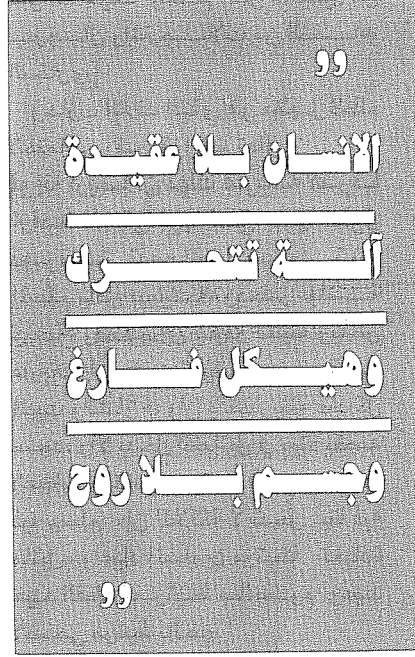 ”
الانسان بلا عقيدة
آلة تتحرك
وهيكل فارغ
وجسم بلا روح
”